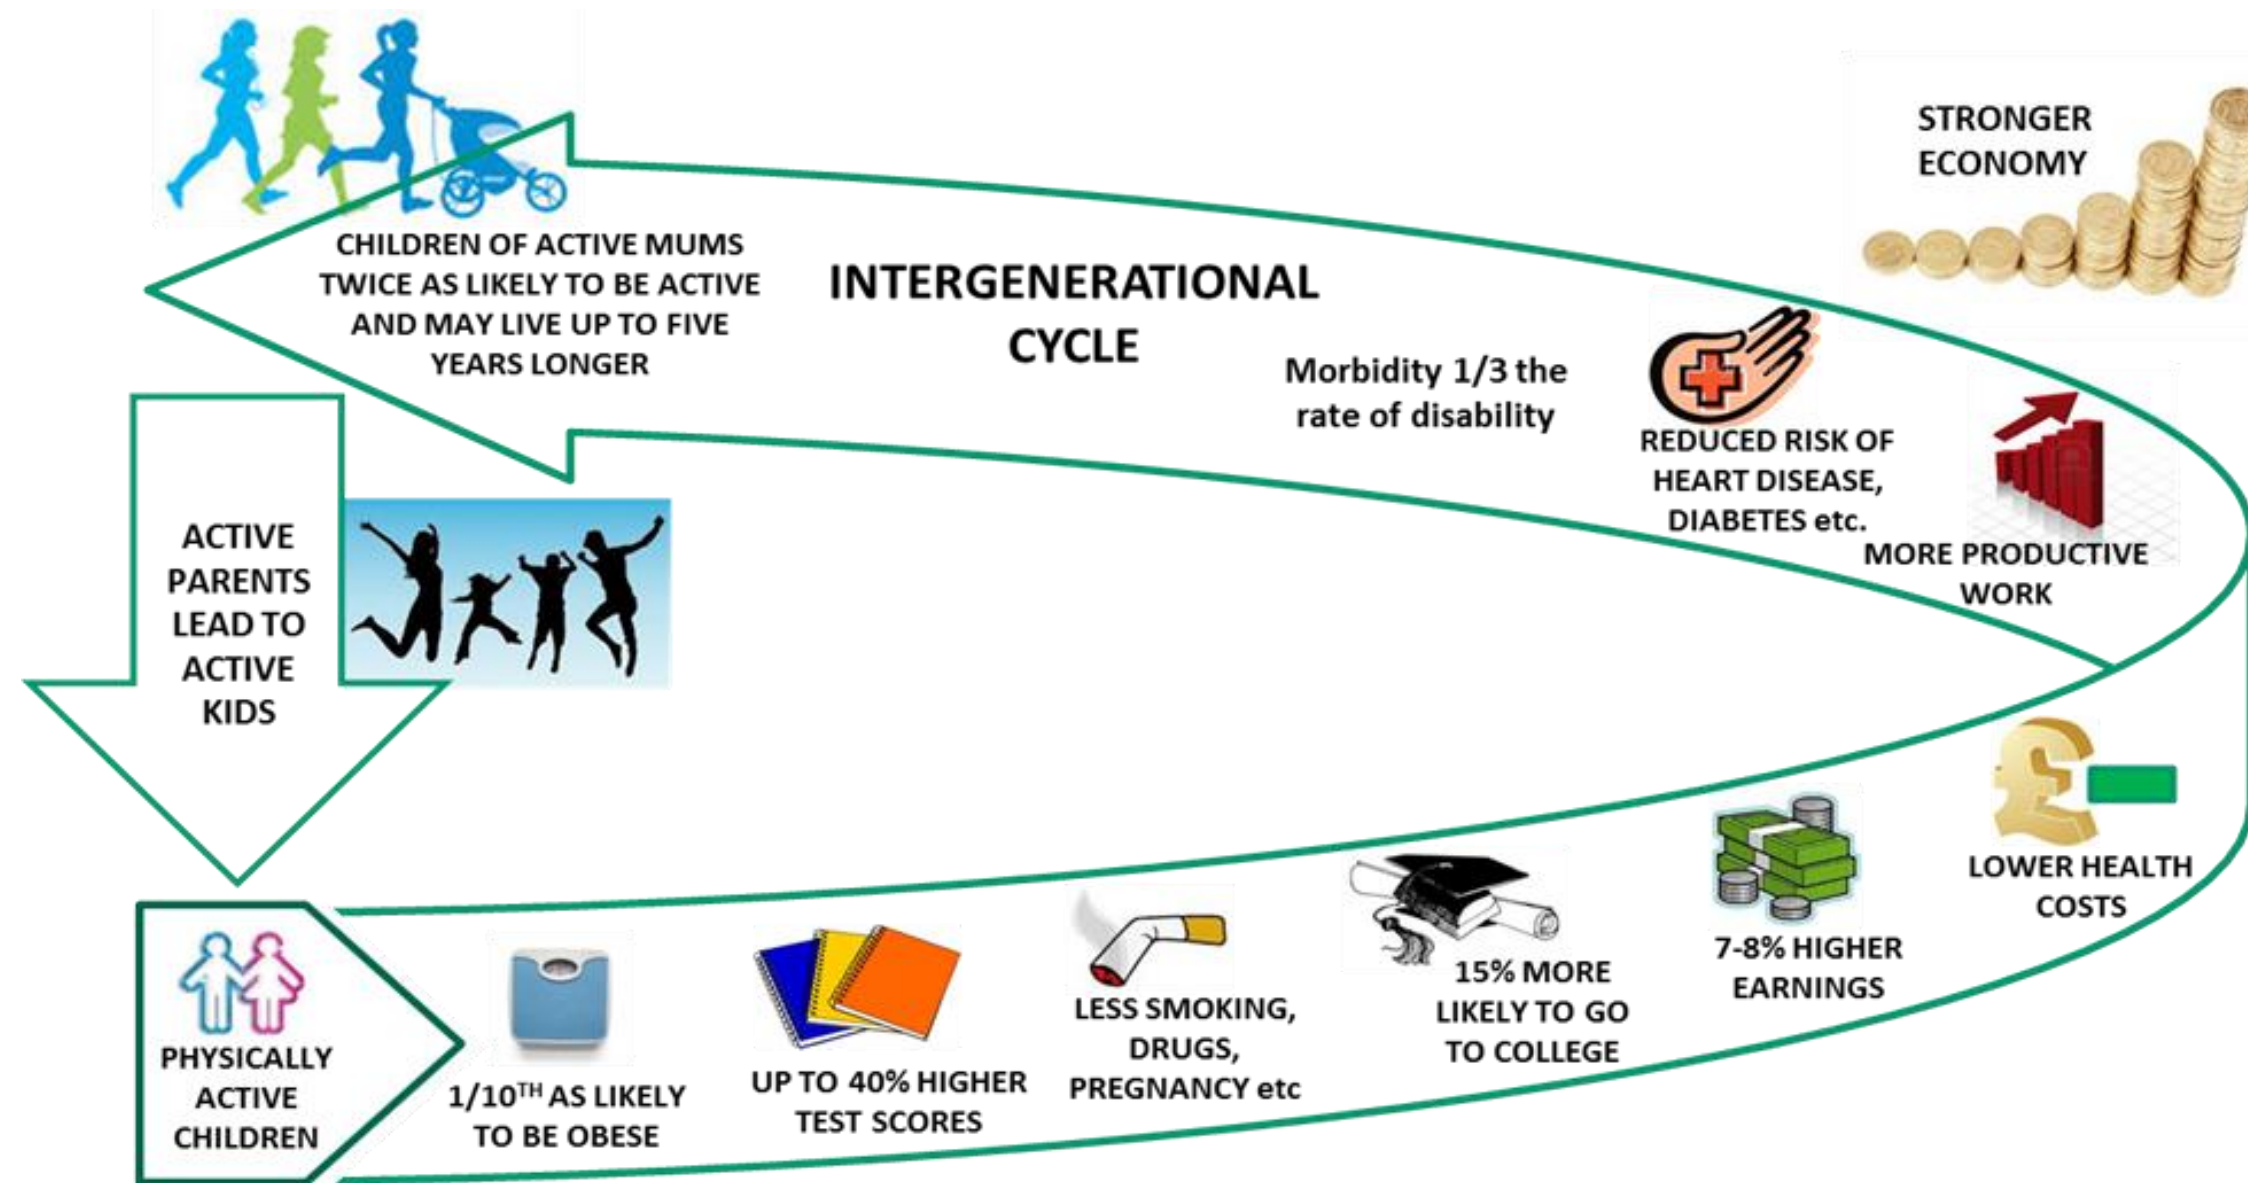 STRONGER
ECONOMY
CHILDREN OF ACTIVE MUMS
TWICE AS LIKELY TO BE ACTIVE
AND MAY LIVE UP TO FIVE
YEARS LONGER
INTERGENERATIONAL
CYCLE
Morbidity 1/3 the
rate of disability
REDUCED RISK OF
HEART DISEASE,
DIABETES etc.
MORE PRODUCTIVE
WORK
ACTIVE
PARENTS
LEAD TO
ACTIVE
KIDS
PHYSICALLY
ACTIVE
CHILDREN
1/10TH AS LIKELY
TO BE OBESE
UP TO 40% HIGHER
TEST SCORES
LESS SMOKING,
DRUGS,
PREGNANCY etc
15% MORE
LIKELY TO GO
TO COLLEGE
7-8% HIGHER
EARNINGS
£
LOWER HEALTH
COSTS